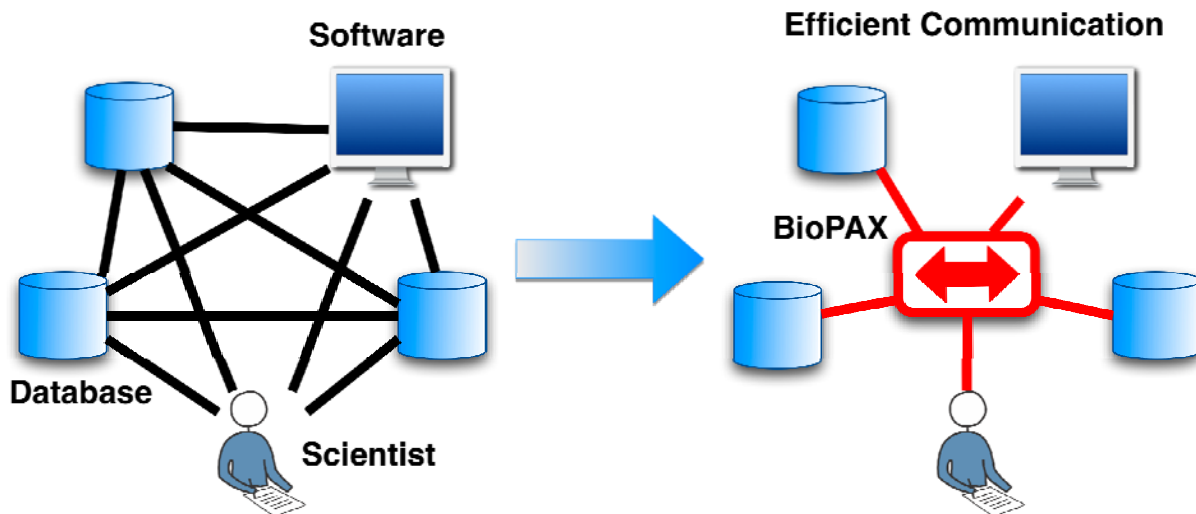 Software
Efficient Communication
BioPAX
Database
Scientist